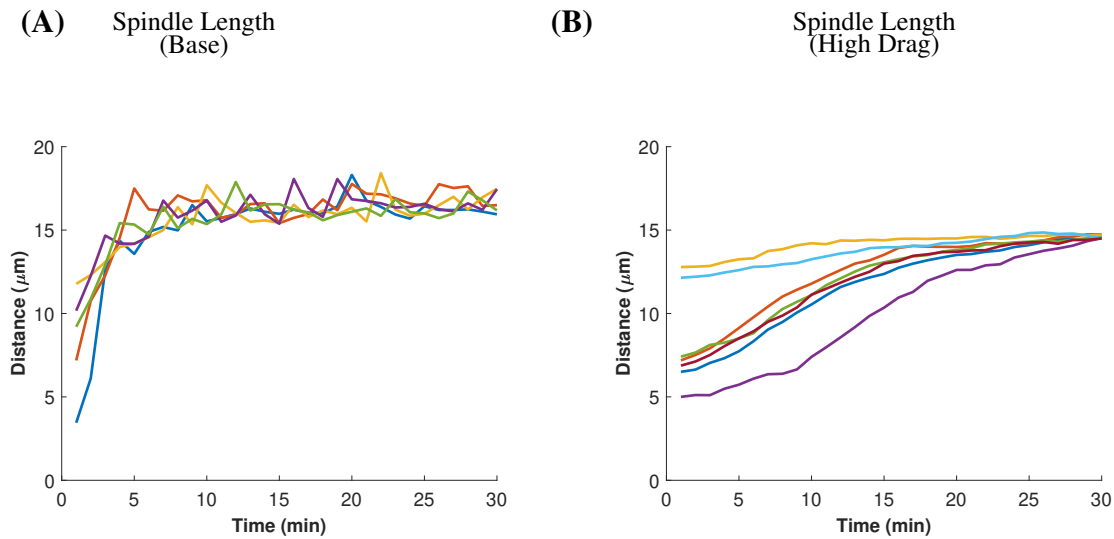 (A)
Spindle Length
(Base)
20
15
10
5
0
Distance (μm)
0 5 10 15 20 25 30
Time (min)
(B)
Spindle Length
(High Drag)
20
15
10
5
0
Distance (μm)
0 5 10 15 20 25 30
Time (min)